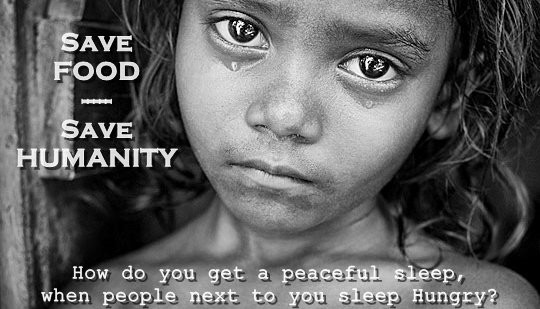 Save
FOOD
Save
HUMANITY
How do you get a peaceful sleep,
when people next to you sleep Hungry?